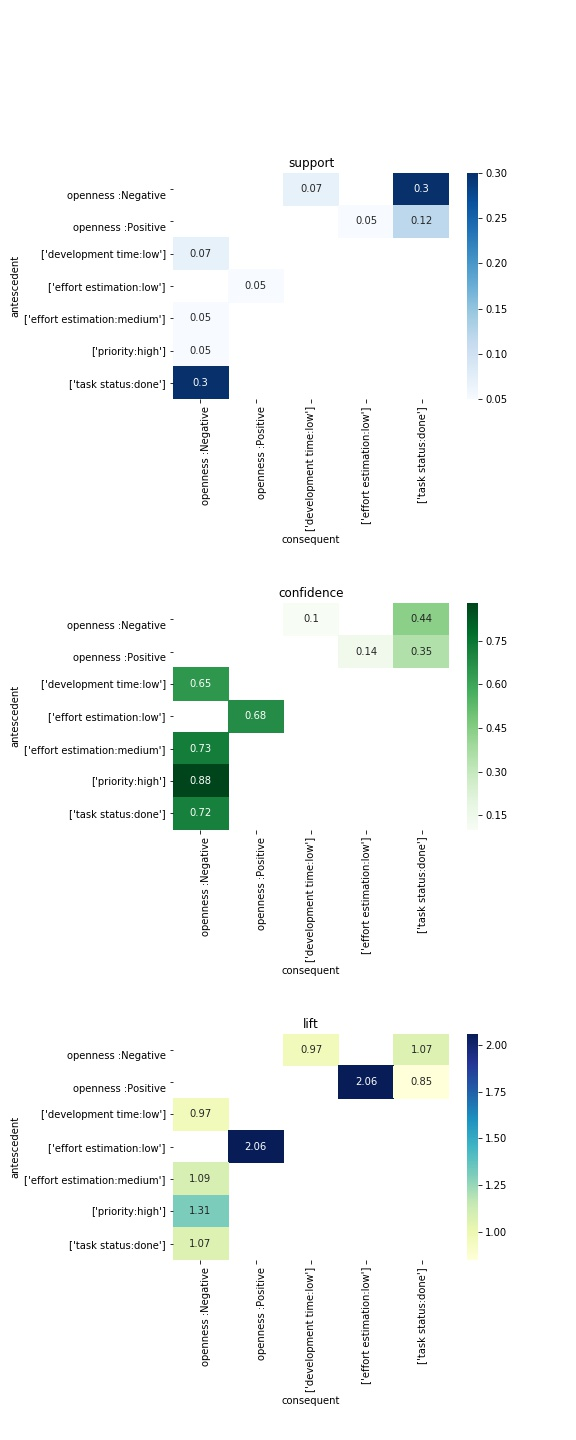 support
openness :Negative
0.07
0.3
0.30
openness :Positive
0.05
0.12
0.25
['development time:low']
0.07
0.20
['effort estimation:low']
0.05
0.15
['effort estimation:medium']
0.05
0.10
['priority:high']
0.05
['task status:done']
0.3
0.05
antescedent
openness :Negative
openness :Positive
['development time:low']
['effort estimation:low']
['task status:done']
consequent
confidence
openness :Negative
0.1
0.44
0.75
openness :Positive
0.14
0.35
0.60
['development time:low']
0.65
['effort estimation:low']
0.68
0.45
['effort estimation:medium']
0.73
0.30
['priority:high']
0.88
['task status:done']
0.72
0.15
antescedent
openness :Negative
openness :Positive
['development time:low']
['effort estimation:low']
['task status:done']
consequent
lift
openness :Negative
0.97
1.07
2.00
openness :Positive
2.06
0.85
1.75
['development time:low']
0.97
['effort estimation:low']
2.06
1.50
['effort estimation:medium']
1.09
1.25
['priority:high']
1.31
['task status:done']
1.07
1.00
antescedent
openness :Negative
openness :Positive
['development time:low']
['effort estimation:low']
['task status:done']
consequent